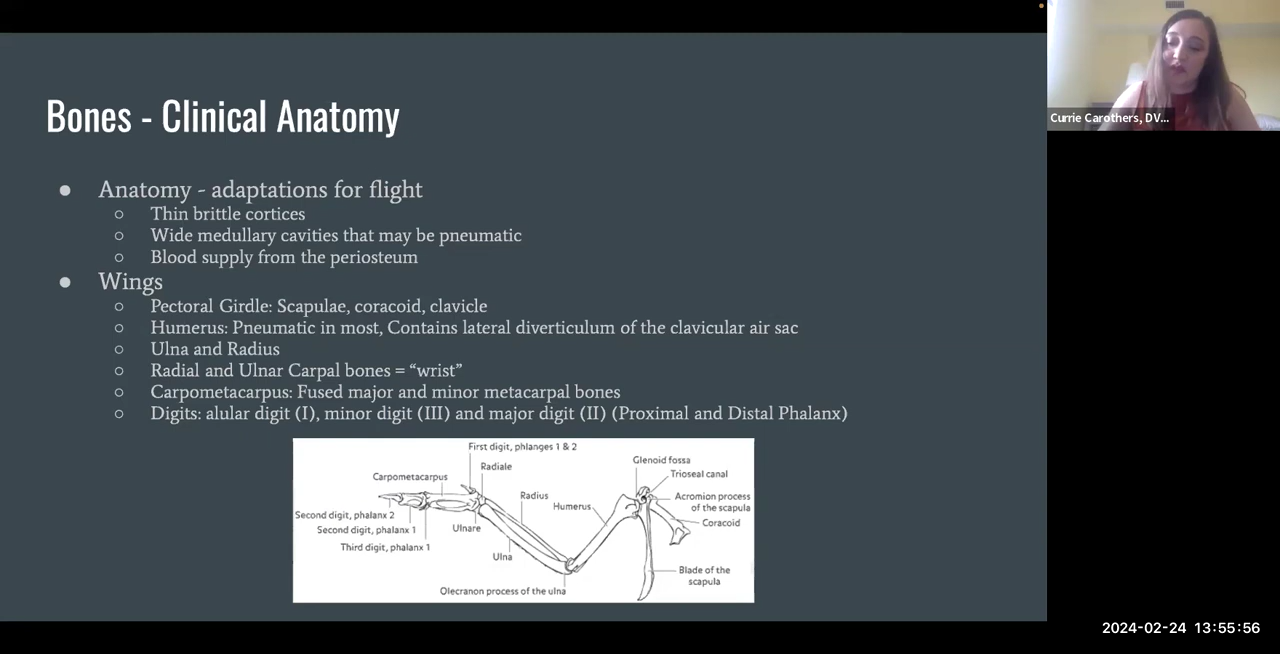 Bones - Clinical Anatomy
Anatomy - adaptations for flight
Thin brittle cortices
Wide medullary cavities that may be pneumatic
Blood supply from the periosteum
Wings
Pectoral Girdle: Scapulae, coracoid, clavicle
Humerus: Pneumatic in most, Contains lateral diverticulum of the clavicular air sac
Ulna and Radius
Radial and Ulnar Carpal bones = “wrist”
Carpometacarpus: Fused major and minor metacarpal bones
Digits: alular digit (I), minor digit (III) and major digit (II) (Proximal and Distal Phalanx)
First digit, phlanges 1 & 2
Radiale
Carpometacarpus
Radius
Humerus
Glenoid fossa
Trioseal canal
Acromion process
of the scapula
Coracoid
Second digit, phalanx 2
Second digit, phalanx 1
Third digit, phalanx 1
Ulnare
Ulna
Olecranon process of the ulna
Blade of the
scapula
Currie Carothers, DV...
2024-02-24 13:55:56